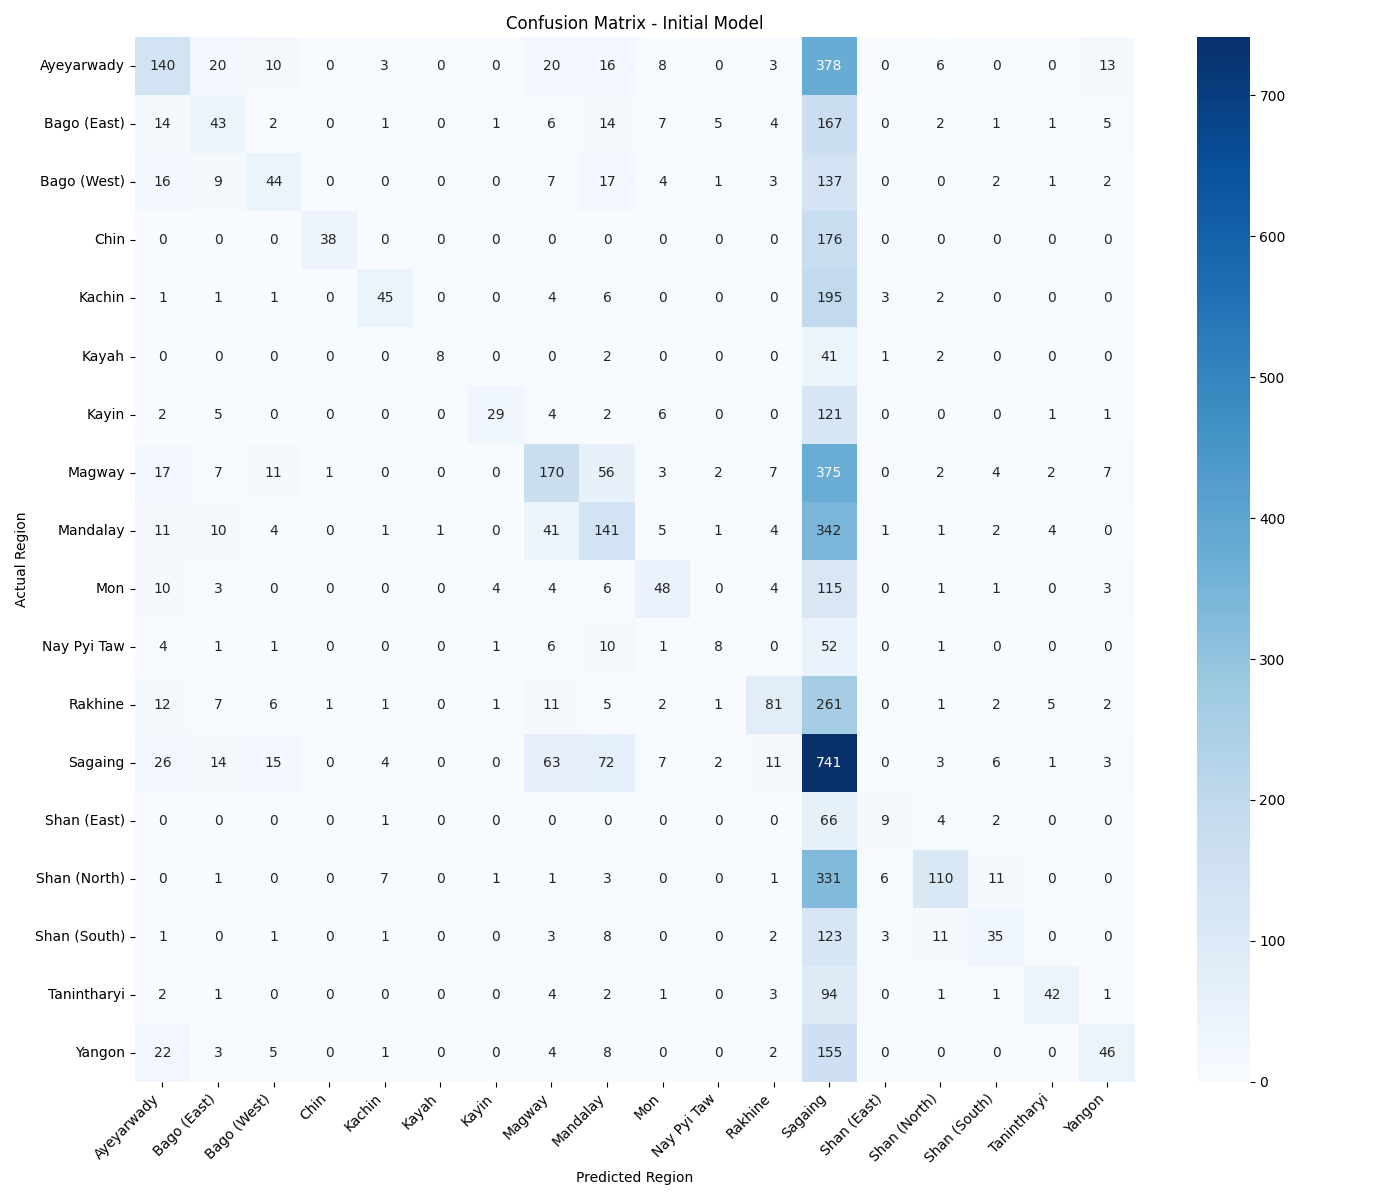 Confusion Matrix - Initial Model
Ayeyarwady 140 20 10 0 3 0 0 20 16 8 0 3 378 0 6 0 0 13
Bago (East) 14 43 2 0 1 0 1 6 14 7 5 4 167 0 2 1 1 5
Bago (West) 16 9 44 0 0 0 0 7 17 4 1 3 137 0 0 2 1 2
Chin 0 0 0 38 0 0 0 0 0 0 0 0 176 0 0 0 0 0
Kachin 1 1 1 0 45 0 0 4 6 0 0 0 195 3 2 0 0 0
Kayah 0 0 0 0 0 8 0 0 2 0 0 0 41 1 2 0 0 0
Kayin 2 5 0 0 0 0 29 4 2 6 0 0 121 0 0 0 1 1
Magway 17 7 11 1 0 0 0 170 56 3 2 7 375 0 2 4 2 7
Mandalay 11 10 4 0 1 1 0 41 141 5 1 4 342 1 1 2 4 0
Mon 10 3 0 0 0 0 4 4 6 48 0 4 115 0 1 1 0 3
Nay Pyi Taw 4 1 1 0 0 0 1 6 10 1 8 0 52 0 1 0 0 0
Rakhine 12 7 6 1 1 0 1 11 5 2 1 81 261 0 1 2 5 2
Sagaing 26 14 15 0 4 0 0 63 72 7 2 11 741 0 3 6 1 3
Shan (East) 0 0 0 0 1 0 0 0 0 0 0 0 66 9 4 2 0 0
Shan (North) 0 1 0 0 7 0 1 1 3 0 0 1 331 6 110 11 0 0
Shan (South) 1 0 1 0 1 0 0 3 8 0 0 2 123 3 11 35 0 0
Tanintharyi 2 1 0 0 0 0 0 4 2 1 0 3 94 0 1 1 42 1
Yangon 22 3 5 0 1 0 0 4 8 0 0 2 155 0 0 0 0 46
Actual Region
Ayeyarwady Bago (East) Bago (West) Chin Kachin Kayah Kayin Magway Mandalay Mon Nay Pyi Taw Rakhine Sagaing Shan (East) Shan (North) Shan (South) Tanintharyi Yangon
Predicted Region
700
600
500
400
300
200
100
0